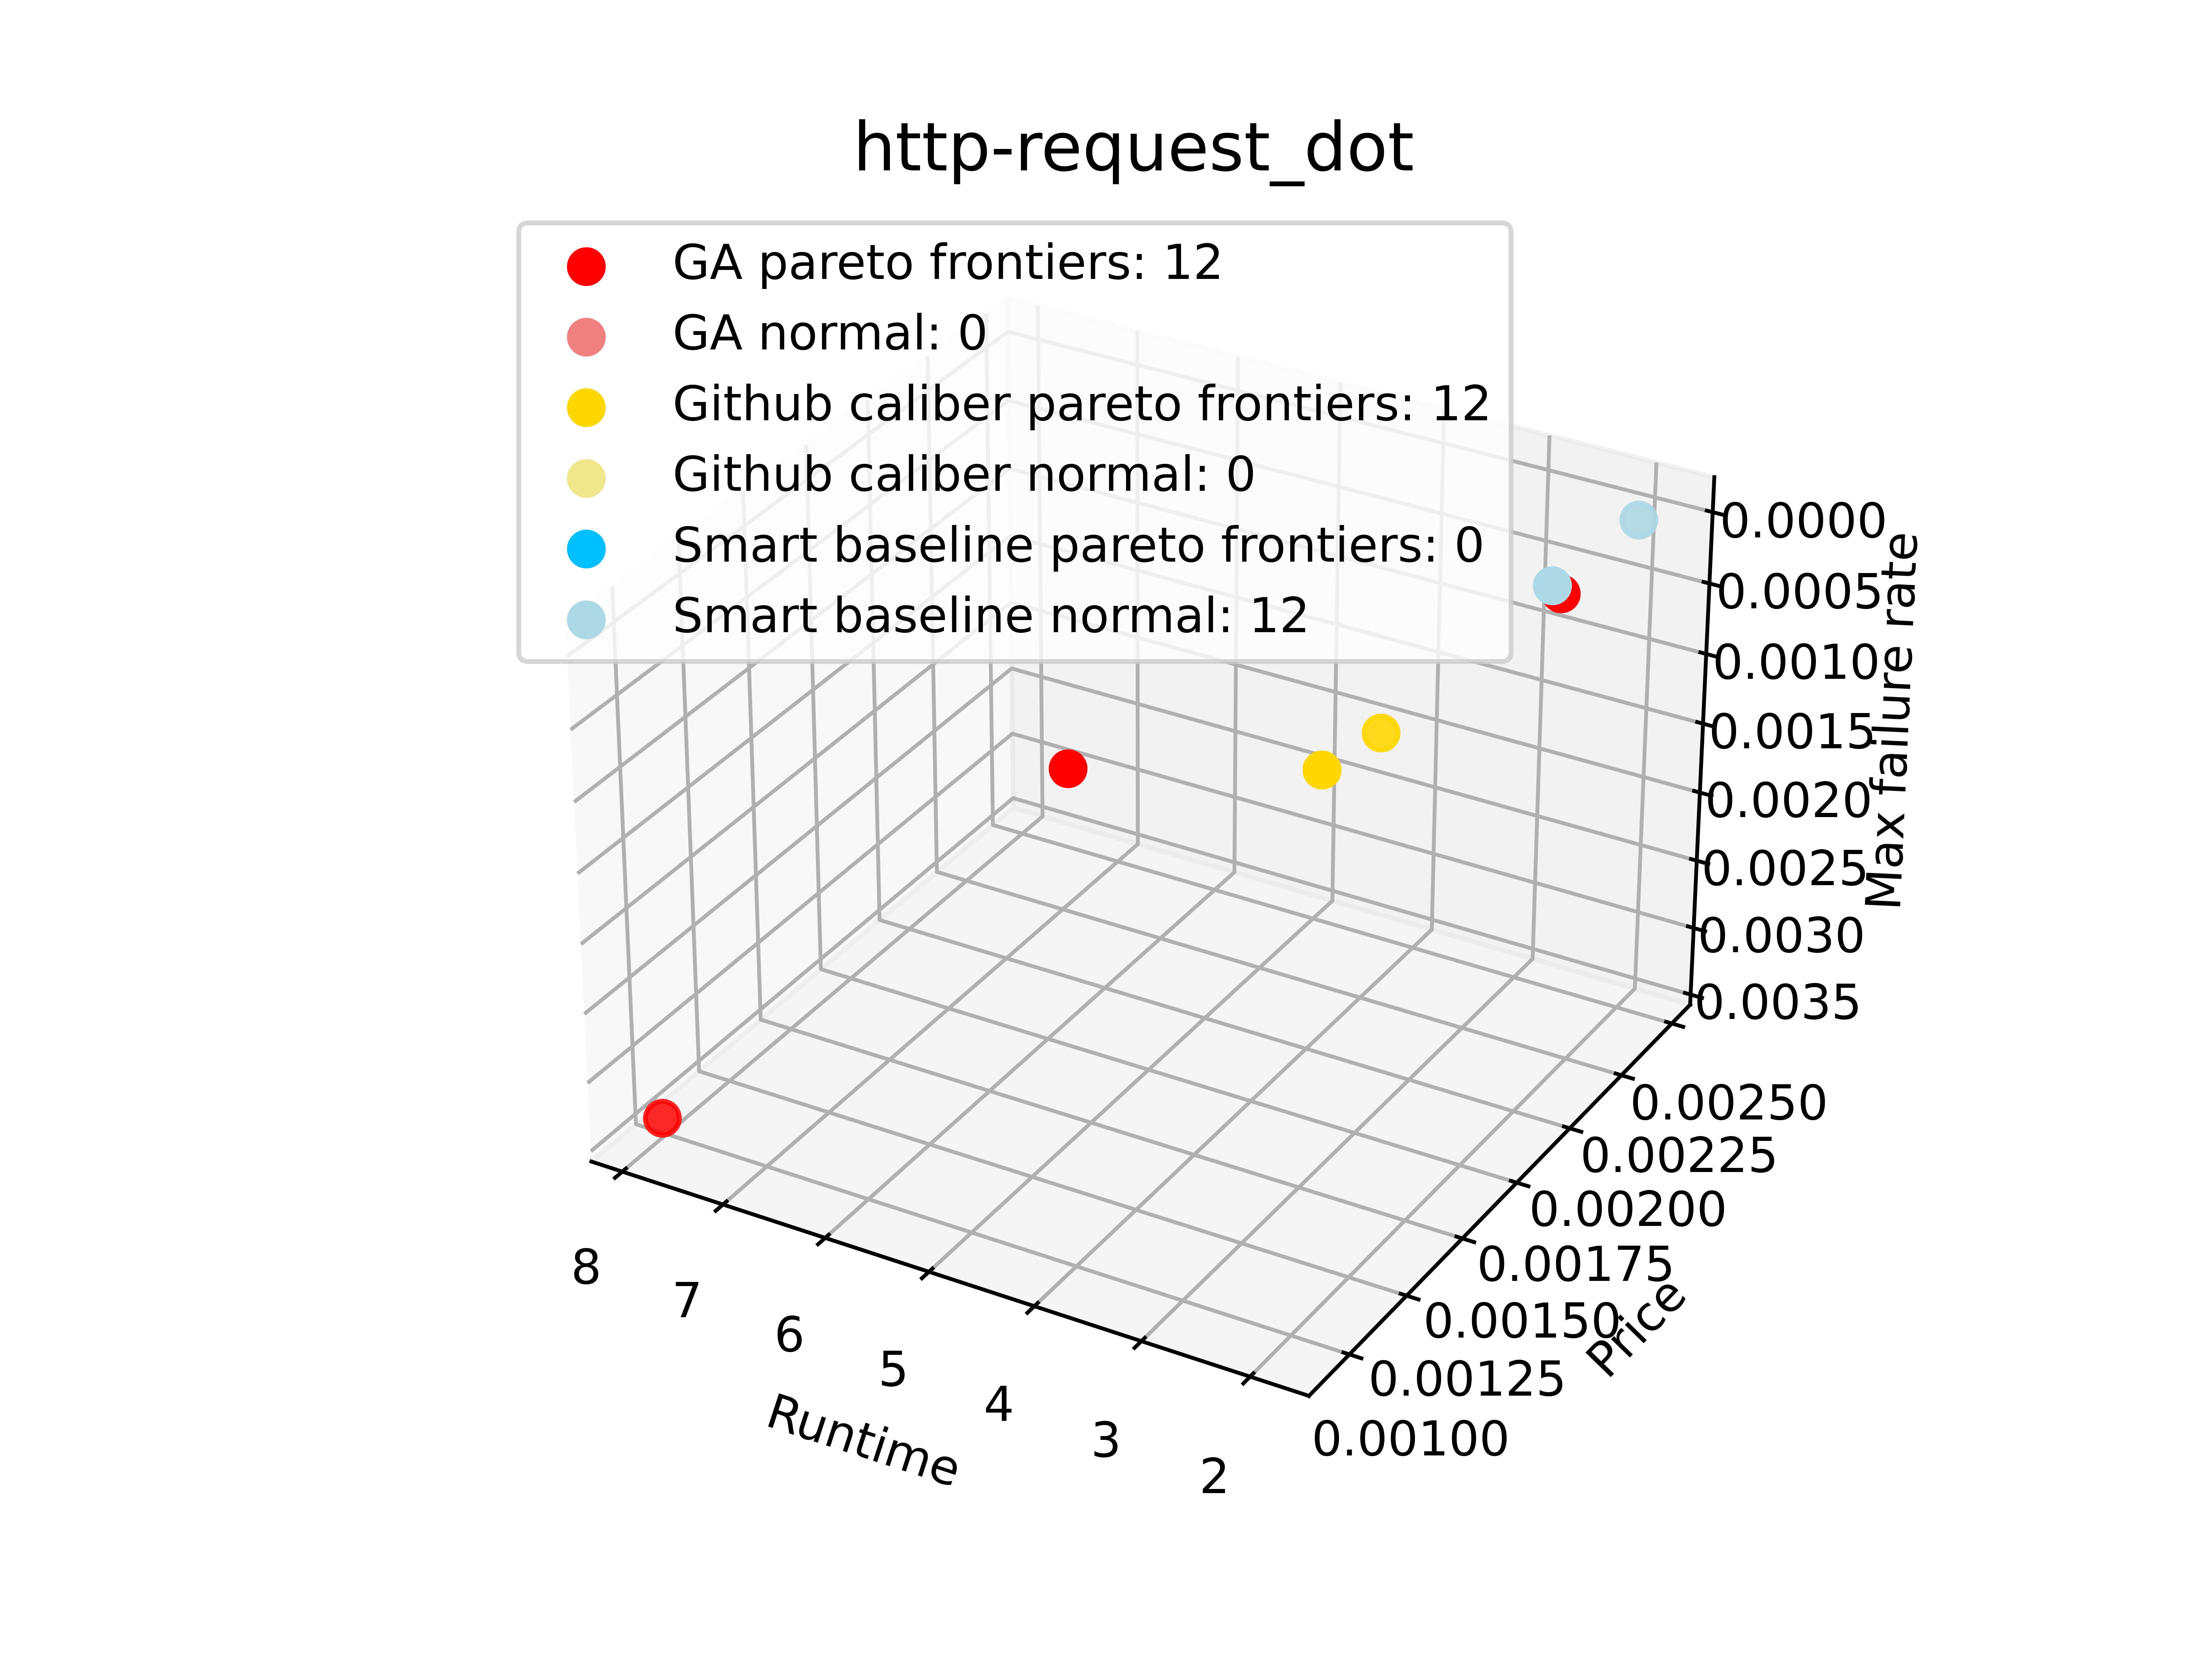 http-request_dot
GA pareto frontiers: 12
GA normal: 0
Github caliber pareto frontiers: 12
Github caliber normal: 0
Smart baseline pareto frontiers: 0
Smart baseline normal: 12
0.0000
0.0005
0.0010
0.0015
0.0020
0.0025
0.0030
0.0035
Max failure rate
0.00250
0.00225
0.00200
0.00175
0.00150
0.00125
0.00100
Price
8
7
6
5
4
3
2
Runtime